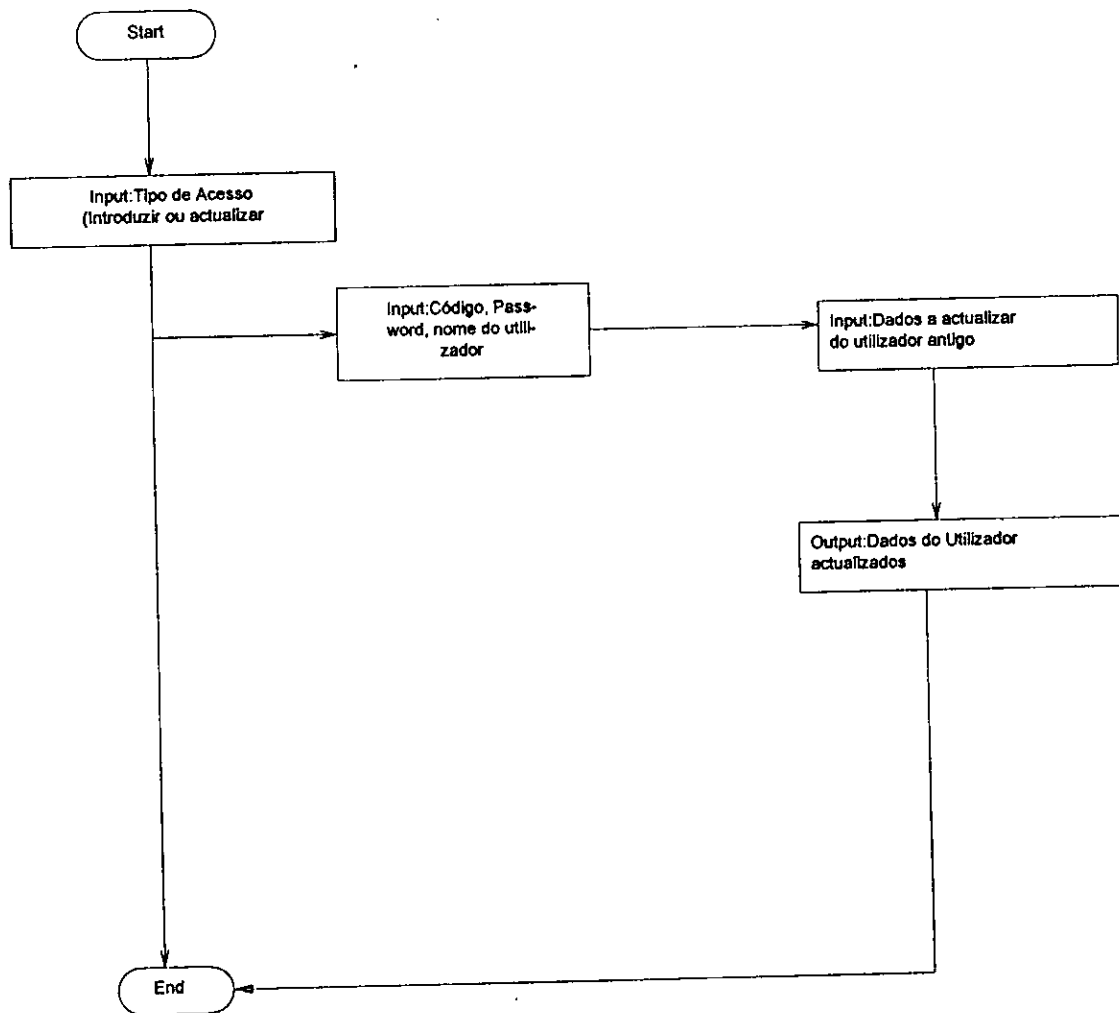 Start
Input:Tipo de Acesso
(Introduzir ou actualizar
Input:Código, Pass-
word, nome do utili-
zador
Input:Dados a actualizar
do utilizador antigo
Output:Dados do Utilizador
actualizados
End